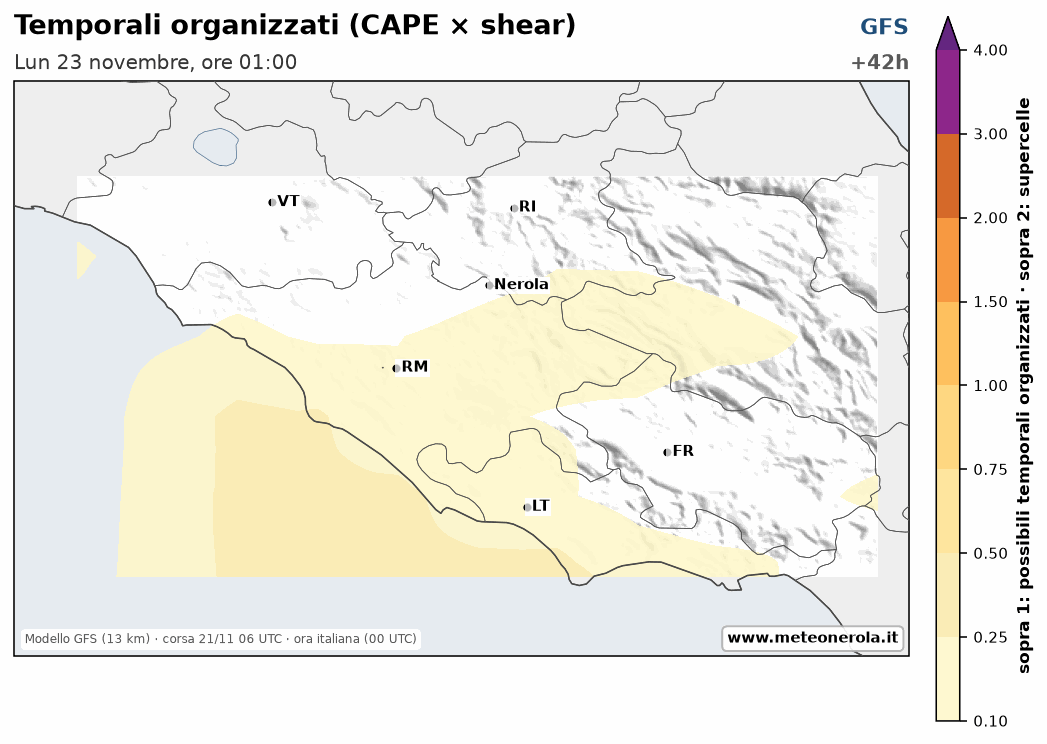 Temporali organizzati (CAPE × shear)
GFS
Lun 23 novembre, ore 01:00
+42h
VT
RI
Nerola
RM
FR
LT
Modello GFS (13 km) · corsa 21/11 06 UTC · ora italiana (00 UTC)
www.meteonerola.it
4.00
3.00
2.00
1.50
1.00
0.75
0.50
0.25
0.10
sopra 1: possibili temporali organizzati · sopra 2: supercelle